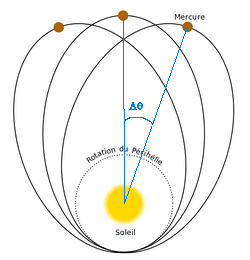 Mercure
Δθ
Rotation du Périhélie
Soleil